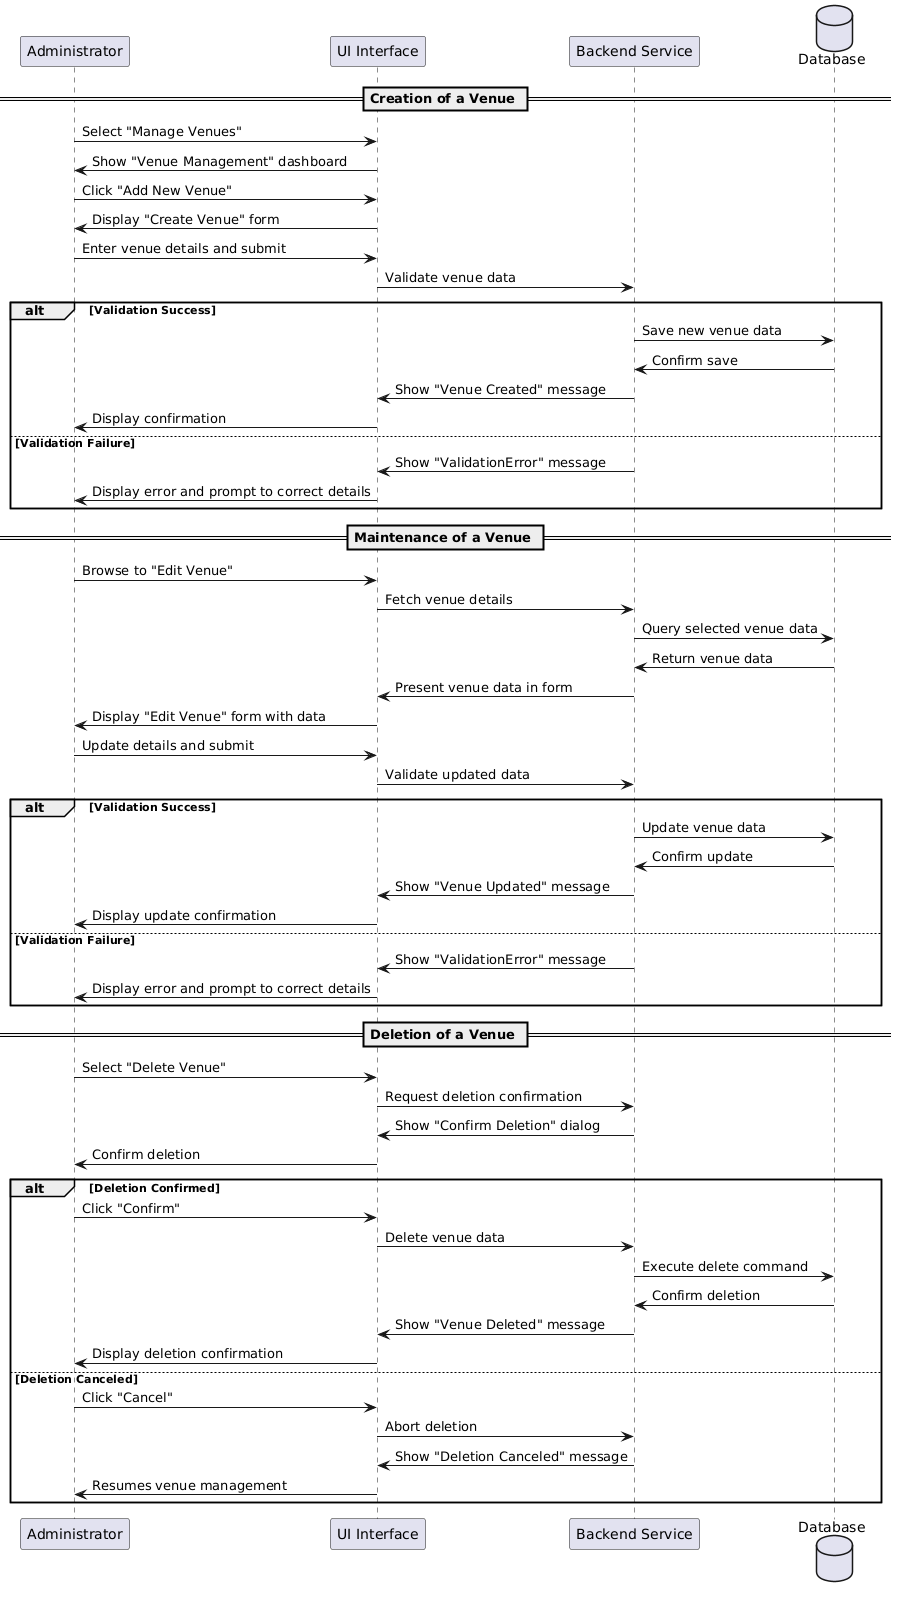 Database
Administrator
UI Interface
Backend Service
Creation of a Venue
Select "Manage Venues"
Show "Venue Management" dashboard
Click "Add New Venue"
Display "Create Venue" form
Enter venue details and submit
Validate venue data
alt
[Validation Success]
Save new venue data
Confirm save
Show "Venue Created" message
Display confirmation
[Validation Failure]
Show "ValidationError" message
Display error and prompt to correct details
Maintenance of a Venue
Browse to "Edit Venue"
Fetch venue details
Query selected venue data
Return venue data
Present venue data in form
Display "Edit Venue" form with data
Update details and submit
Validate updated data
alt
[Validation Success]
Update venue data
Confirm update
Show "Venue Updated" message
Display update confirmation
[Validation Failure]
Show "ValidationError" message
Display error and prompt to correct details
Deletion of a Venue
Select "Delete Venue"
Request deletion confirmation
Show "Confirm Deletion" dialog
Confirm deletion
alt
[Deletion Confirmed]
Click "Confirm"
Delete venue data
Execute delete command
Confirm deletion
Show "Venue Deleted" message
Display deletion confirmation
[Deletion Canceled]
Click "Cancel"
Abort deletion
Show "Deletion Canceled" message
Resumes venue management
Administrator
UI Interface
Backend Service
Database